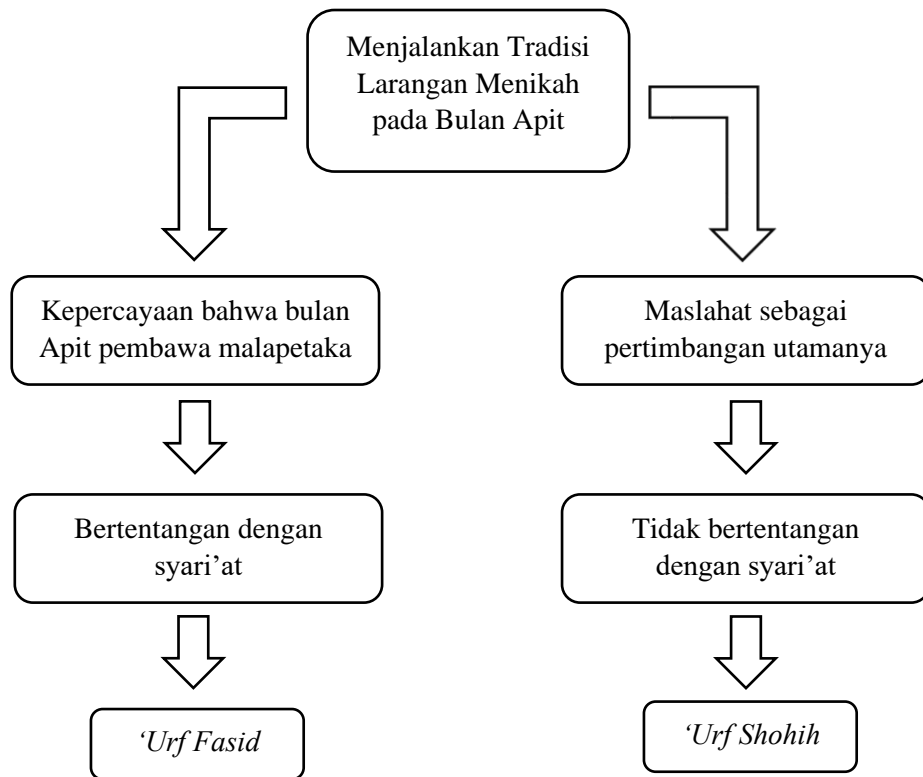 Menjalankan Tradisi
Larangan Menikah
pada Bulan Apit
Kepercayaan bahwa bulan
Apit pembawa malapetaka
Maslahat sebagai
pertimbangan utamanya
Bertentangan dengan
syari’at
Tidak bertentangan
dengan syari’at
‘Urf Fasid
‘Urf Shohih